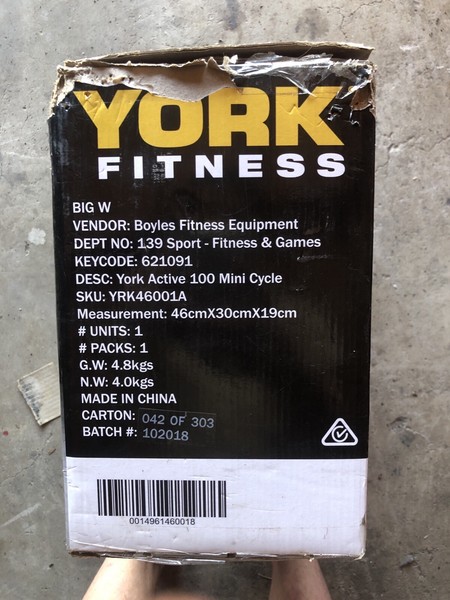 YORK
FITNESS
BIG W
VENDOR: Boyles Fitness Equipment
DEPT NO: 139 Sport - Fitness & Games
KEYCODE: 621091
DESC: York Active 100 Mini Cycle
SKU: YRK46001A
Measurement: 46cmX30cmX19cm
# UNITS: 1
# PACKS: 1
G.W: 4.8kgs
N.W: 4.0kgs
MADE IN CHINA
CARTON: 042 OF 303
BATCH #: 102018
0014961460018